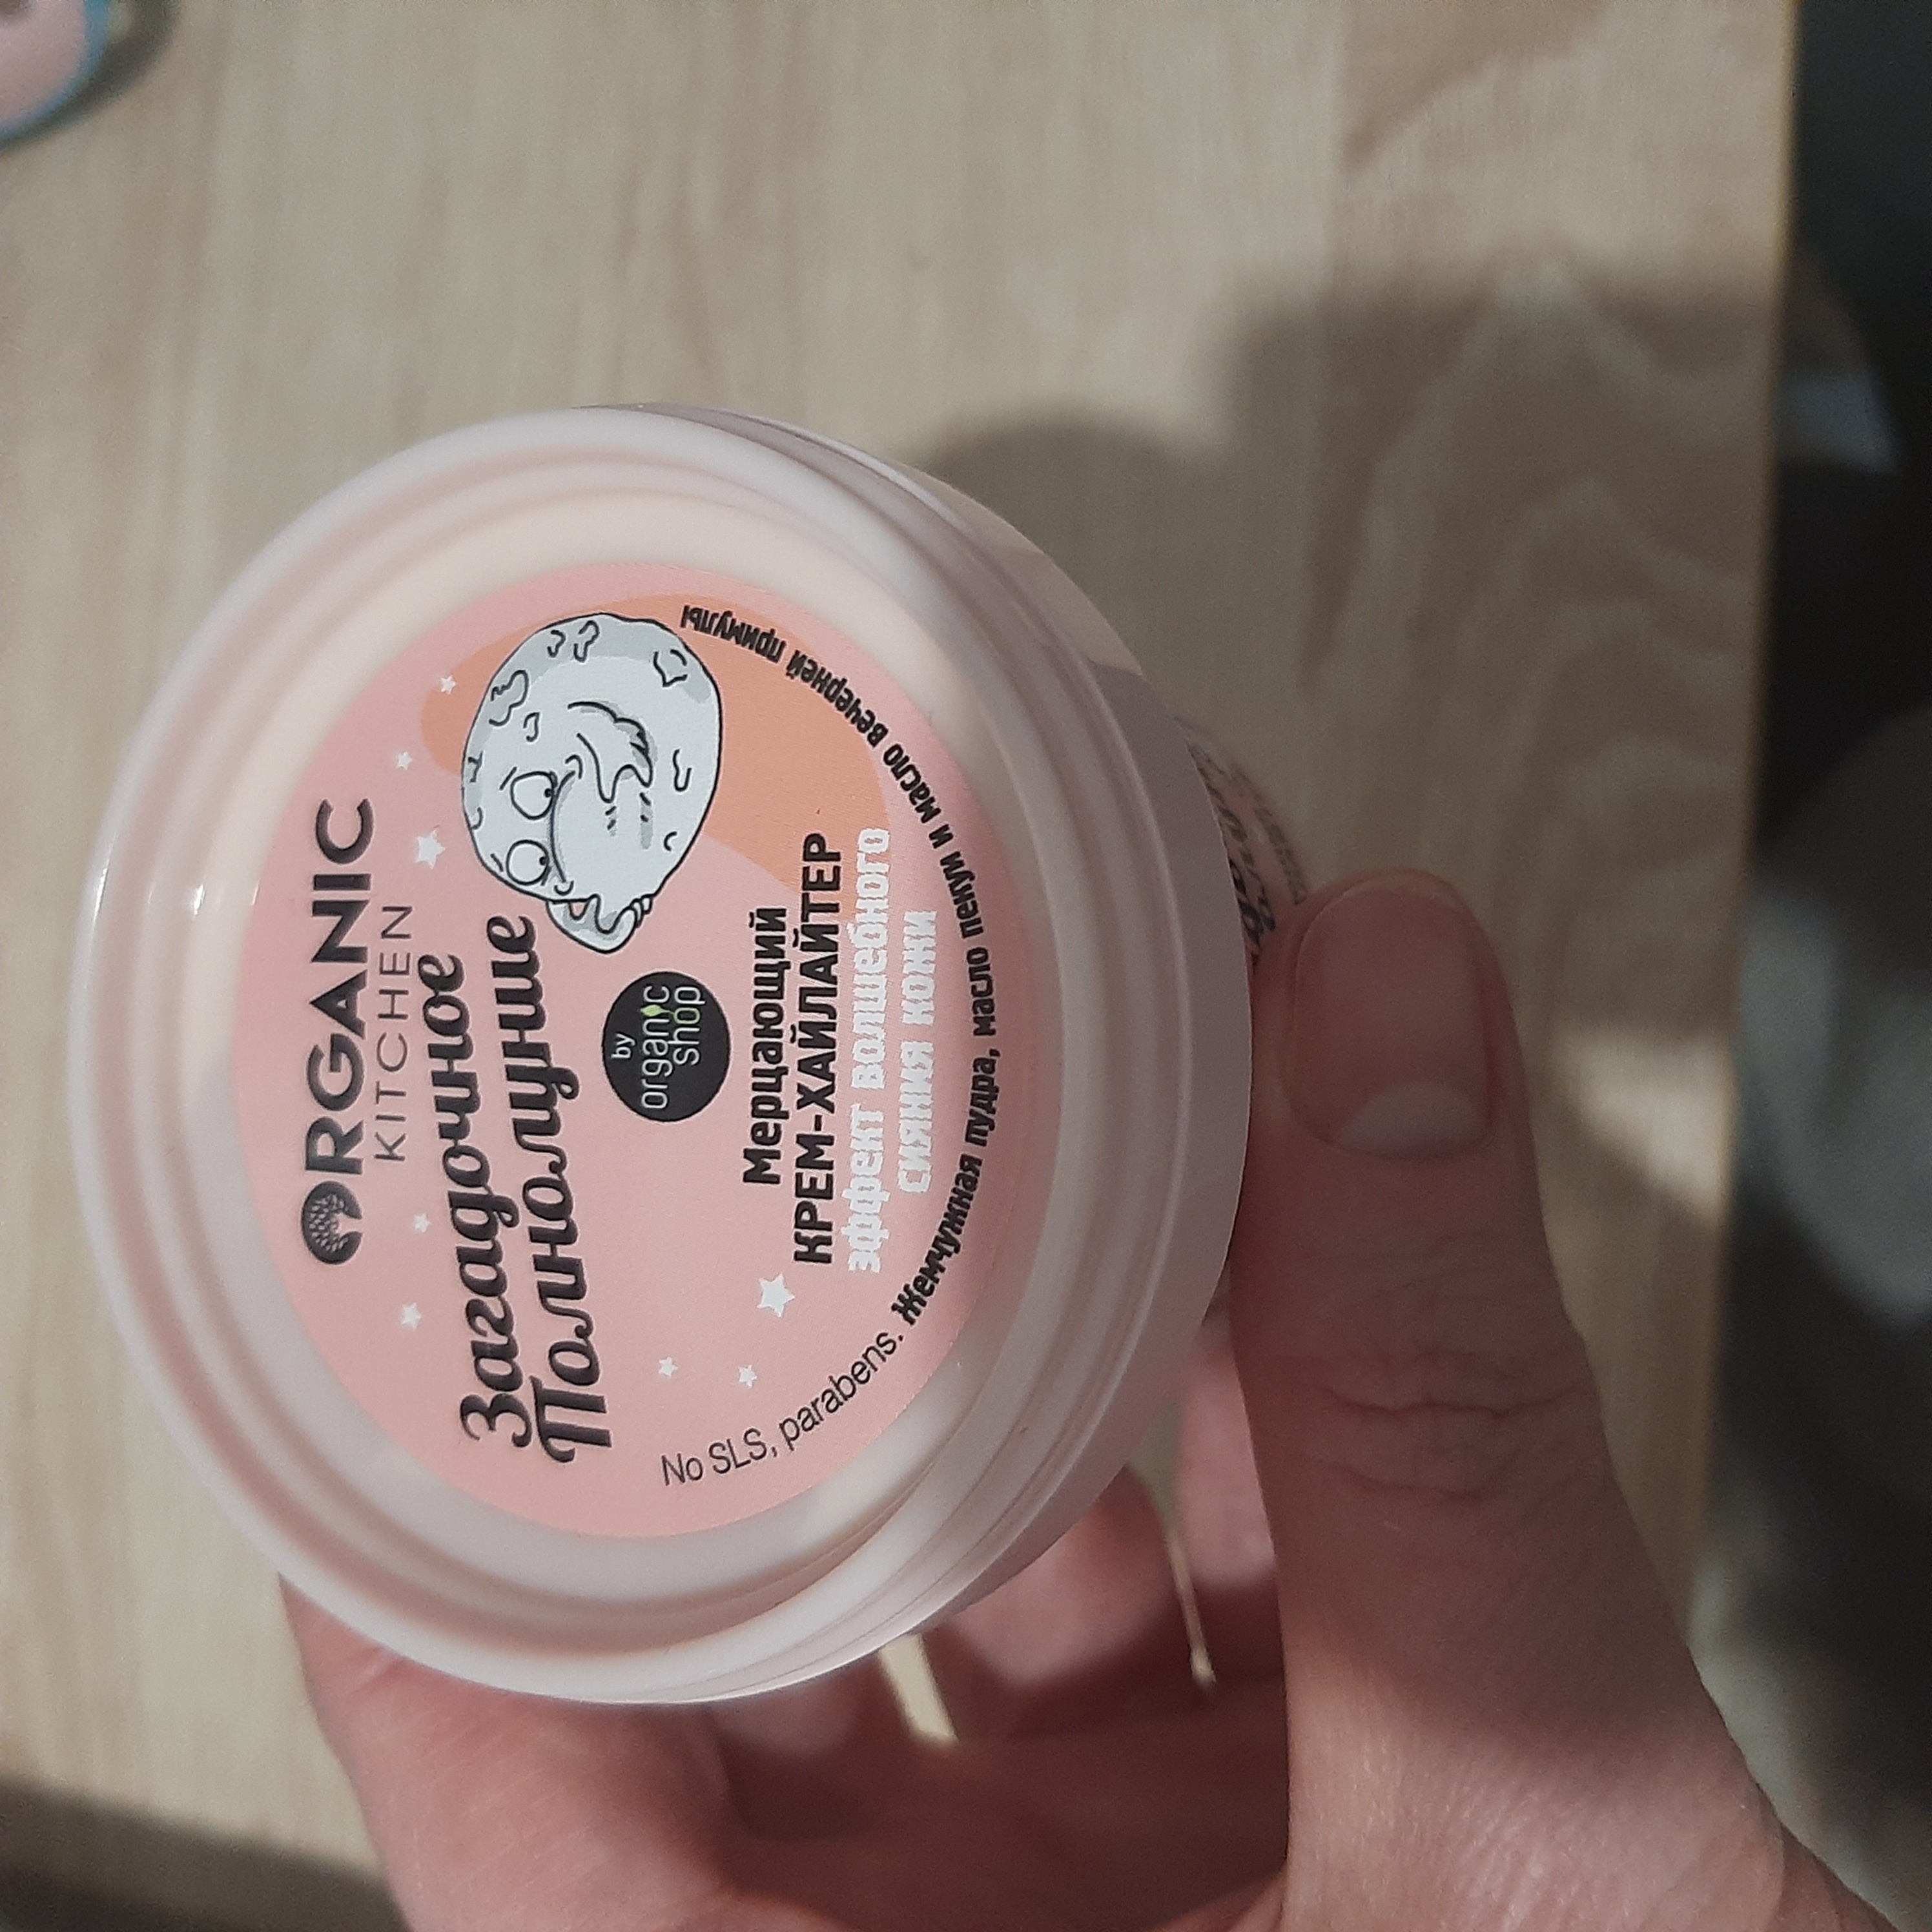 ORGANIC
KITCHEN
Загадочное
Полнолуние
by
organic
shop
Мерцающий
КРЕМ-ХАЙЛАЙТЕР
эффект волшебного
сияния кожи
No SLS, parabens. Жемчужная пудра, масло пекуи и масло вечерней примулы